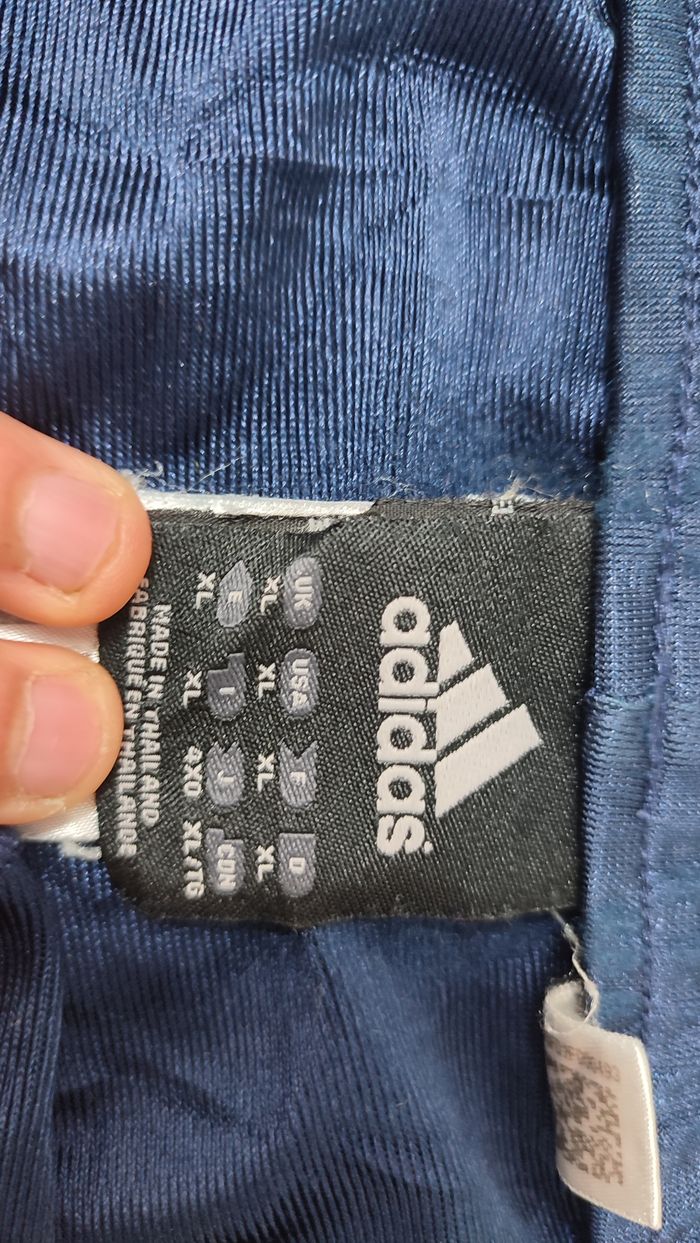 adidas
UK USA F D
XL XL XL XL
E I J CDN
XL XL 4XO XL/TG
MADE IN THAILAND
FABRIQUE EN THAILANDE